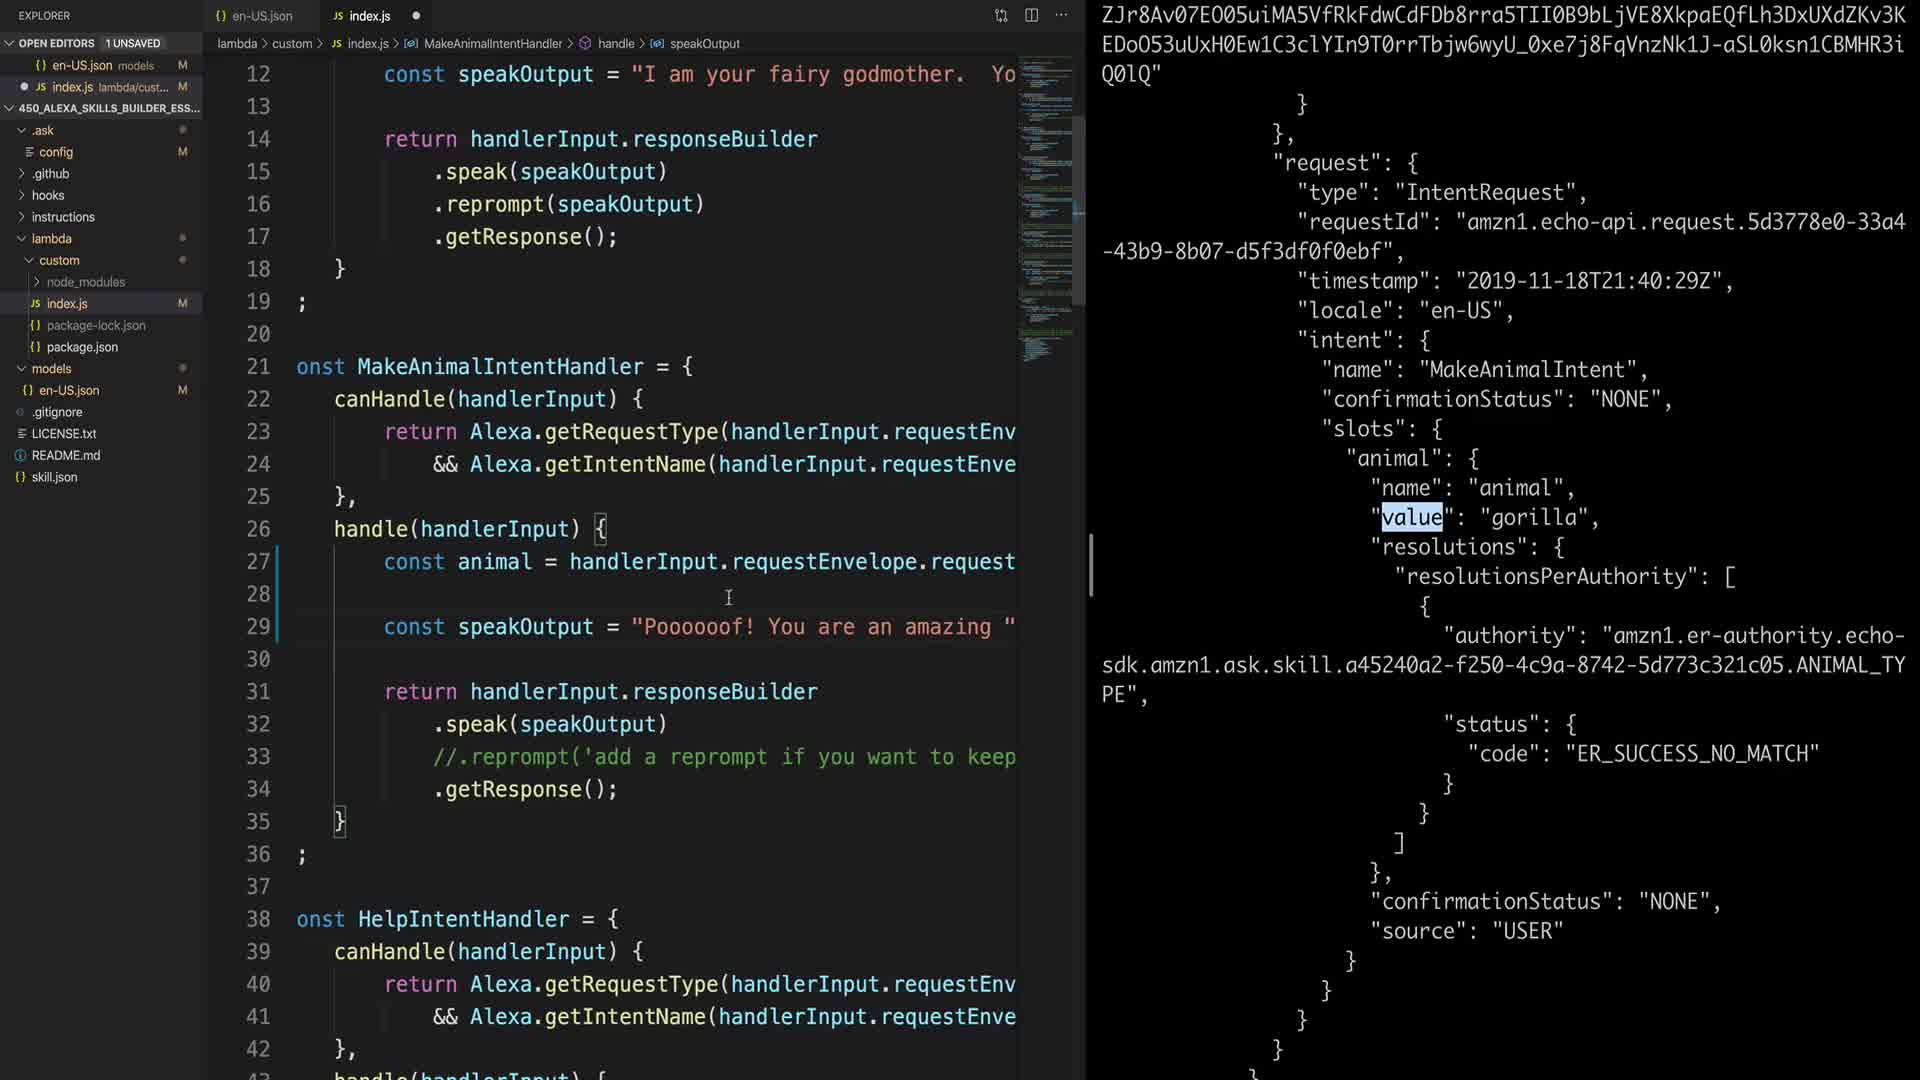 EXPLORER
OPEN EDITORS 1 UNSAVED
{} en-US.json models M
JS index.js lambda/cust... M
450_ALEXA_SKILLS_BUILDER_ESS...
.ask
config M
.github
hooks
instructions
lambda
custom
node_modules
JS index.js M
{} package-lock.json
{} package.json
models
{} en-US.json M
.gitignore
LICENSE.txt
README.md
{} skill.json
{} en-US.json
JS index.js
lambda > custom > JS index.js > MakeAnimalIntentHandler > handle > speakOutput
12 const speakOutput = "I am your fairy godmother.  Yo
13
14 return handlerInput.responseBuilder
15 .speak(speakOutput)
16 .reprompt(speakOutput)
17 .getResponse();
18 }
19 ;
20
21 onst MakeAnimalIntentHandler = {
22 canHandle(handlerInput) {
23 return Alexa.getRequestType(handlerInput.requestEnv
24 && Alexa.getIntentName(handlerInput.requestEnve
25 },
26 handle(handlerInput) {
27 const animal = handlerInput.requestEnvelope.request
28
29 const speakOutput = "Poooooof! You are an amazing "
30
31 return handlerInput.responseBuilder
32 .speak(speakOutput)
33 //.reprompt('add a reprompt if you want to keep
34 .getResponse();
35 }
36 ;
37
38 onst HelpIntentHandler = {
39 canHandle(handlerInput) {
40 return Alexa.getRequestType(handlerInput.requestEnv
41 && Alexa.getIntentName(handlerInput.requestEnve
42 },
43 handle(handlerInput) {
ZJr8Av07EO05uiMA5VfRkFdwCdFDb8rra5TII0B9bLjVE8XkpaEQfLh3DxUXdZKv3K
EDoO53uUxH0Ew1C3clYIn9T0rrTbjw6wyU_0xe7j8FqVnzNk1J-aSL0ksn1CBMHR3i
Q0lQ"
}
},
"request": {
"type": "IntentRequest",
"requestId": "amzn1.echo-api.request.5d3778e0-33a4
-43b9-8b07-d5f3df0f0ebf",
"timestamp": "2019-11-18T21:40:29Z",
"locale": "en-US",
"intent": {
"name": "MakeAnimalIntent",
"confirmationStatus": "NONE",
"slots": {
"animal": {
"name": "animal",
"value": "gorilla",
"resolutions": {
"resolutionsPerAuthority": [
{
"authority": "amzn1.er-authority.echo-
sdk.amzn1.ask.skill.a45240a2-f250-4c9a-8742-5d773c321c05.ANIMAL_TY
PE",
"status": {
"code": "ER_SUCCESS_NO_MATCH"
}
}
]
},
"confirmationStatus": "NONE",
"source": "USER"
}
}
}
}
}